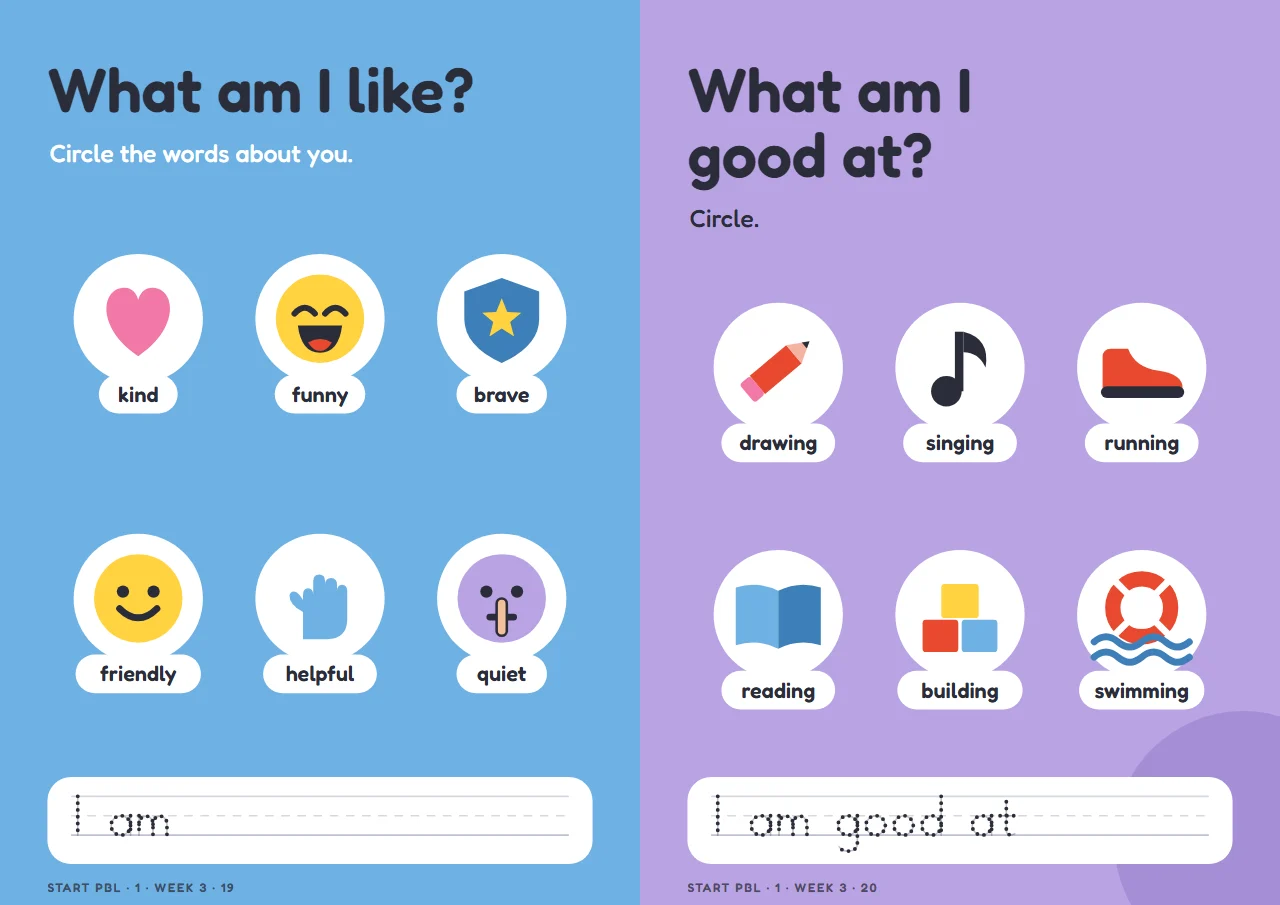 What am I like?
Circle the words about you.
kind
funny
brave
friendly
helpful
quiet
I am
START PBL · 1 · WEEK 3 · 19
What am I
good at?
Circle.
drawing
singing
running
reading
building
swimming
I am good at
START PBL · 1 · WEEK 3 · 20